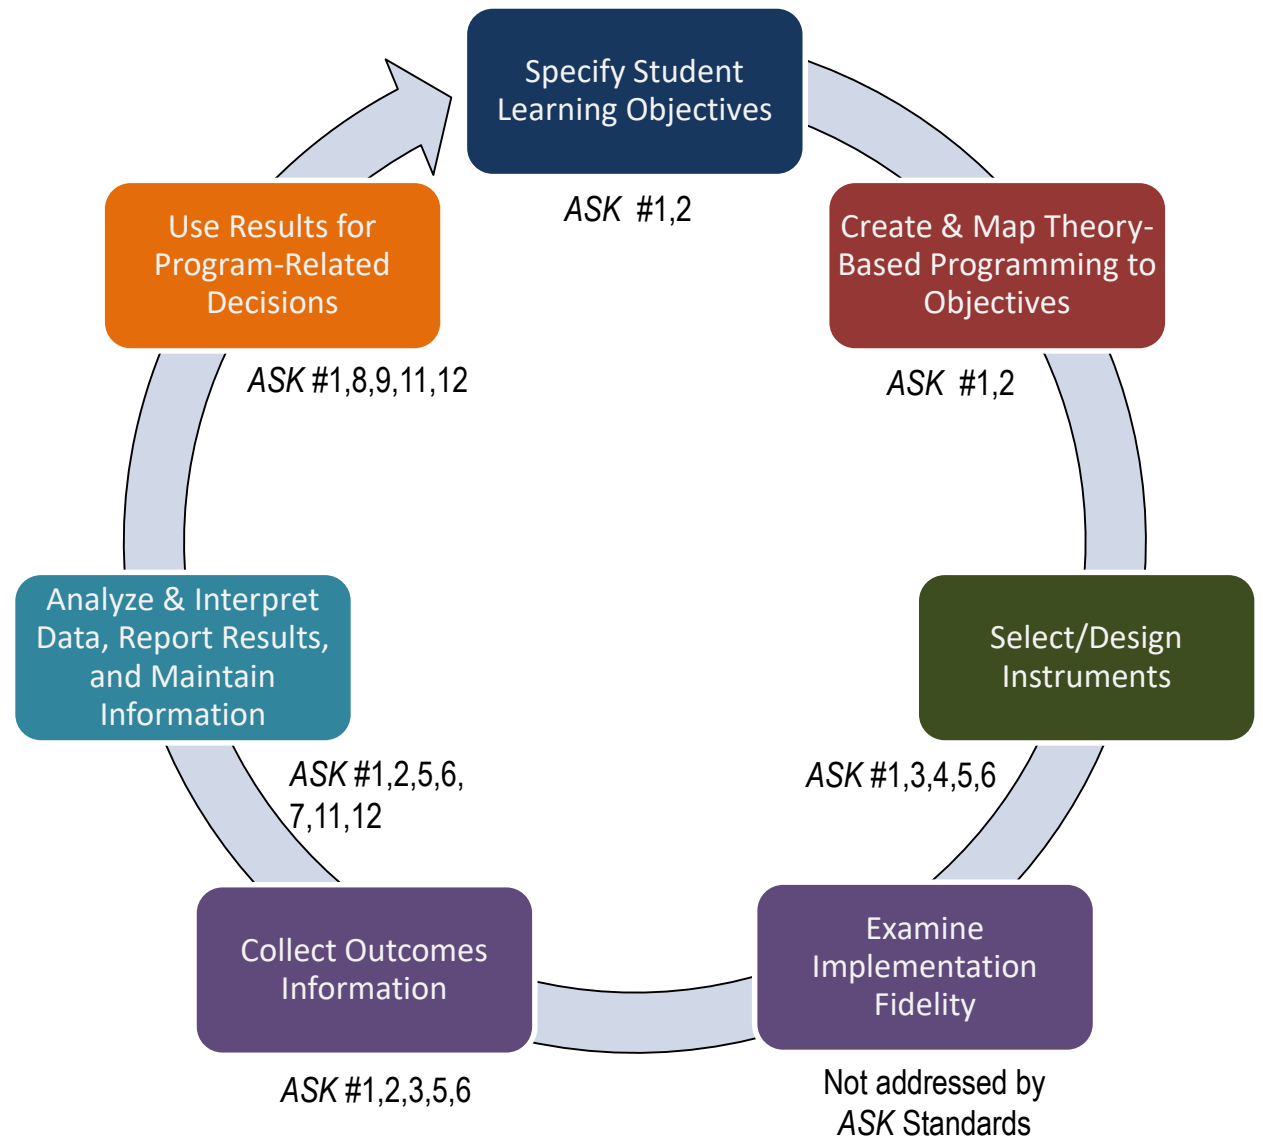 Specify Student
Learning Objectives
ASK #1,2
Create & Map Theory-
Based Programming to
Objectives
ASK #1,2
Select/Design
Instruments
ASK #1,3,4,5,6
Examine
Implementation
Fidelity
Not addressed by
ASK Standards
Collect Outcomes
Information
ASK #1,2,3,5,6
Analyze & Interpret
Data, Report Results,
and Maintain
Information
ASK #1,2,5,6,
7,11,12
Use Results for
Program-Related
Decisions
ASK #1,8,9,11,12